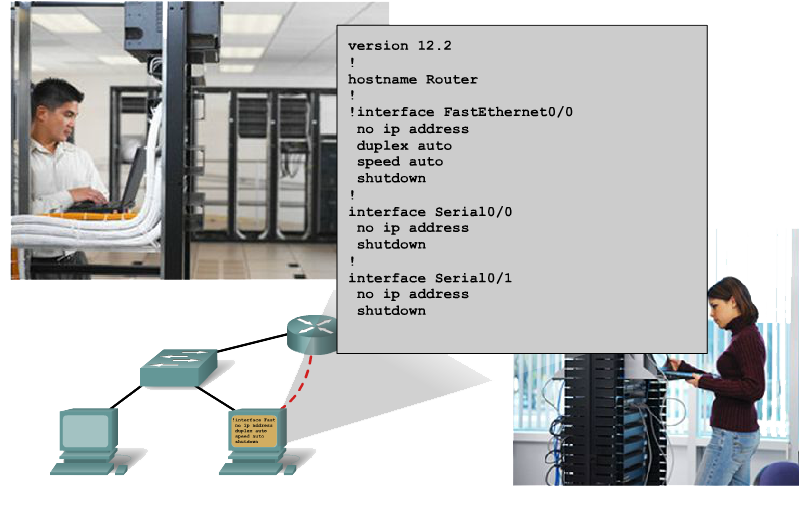 version 12.2
!
hostname Router
!
!interface FastEthernet0/0
 no ip address
 duplex auto
 speed auto
 shutdown
!
interface Serial0/0
 no ip address
 shutdown
!
interface Serial0/1
 no ip address
 shutdown
!interface Fast
 no ip address
 duplex auto
 speed auto
 shutdown